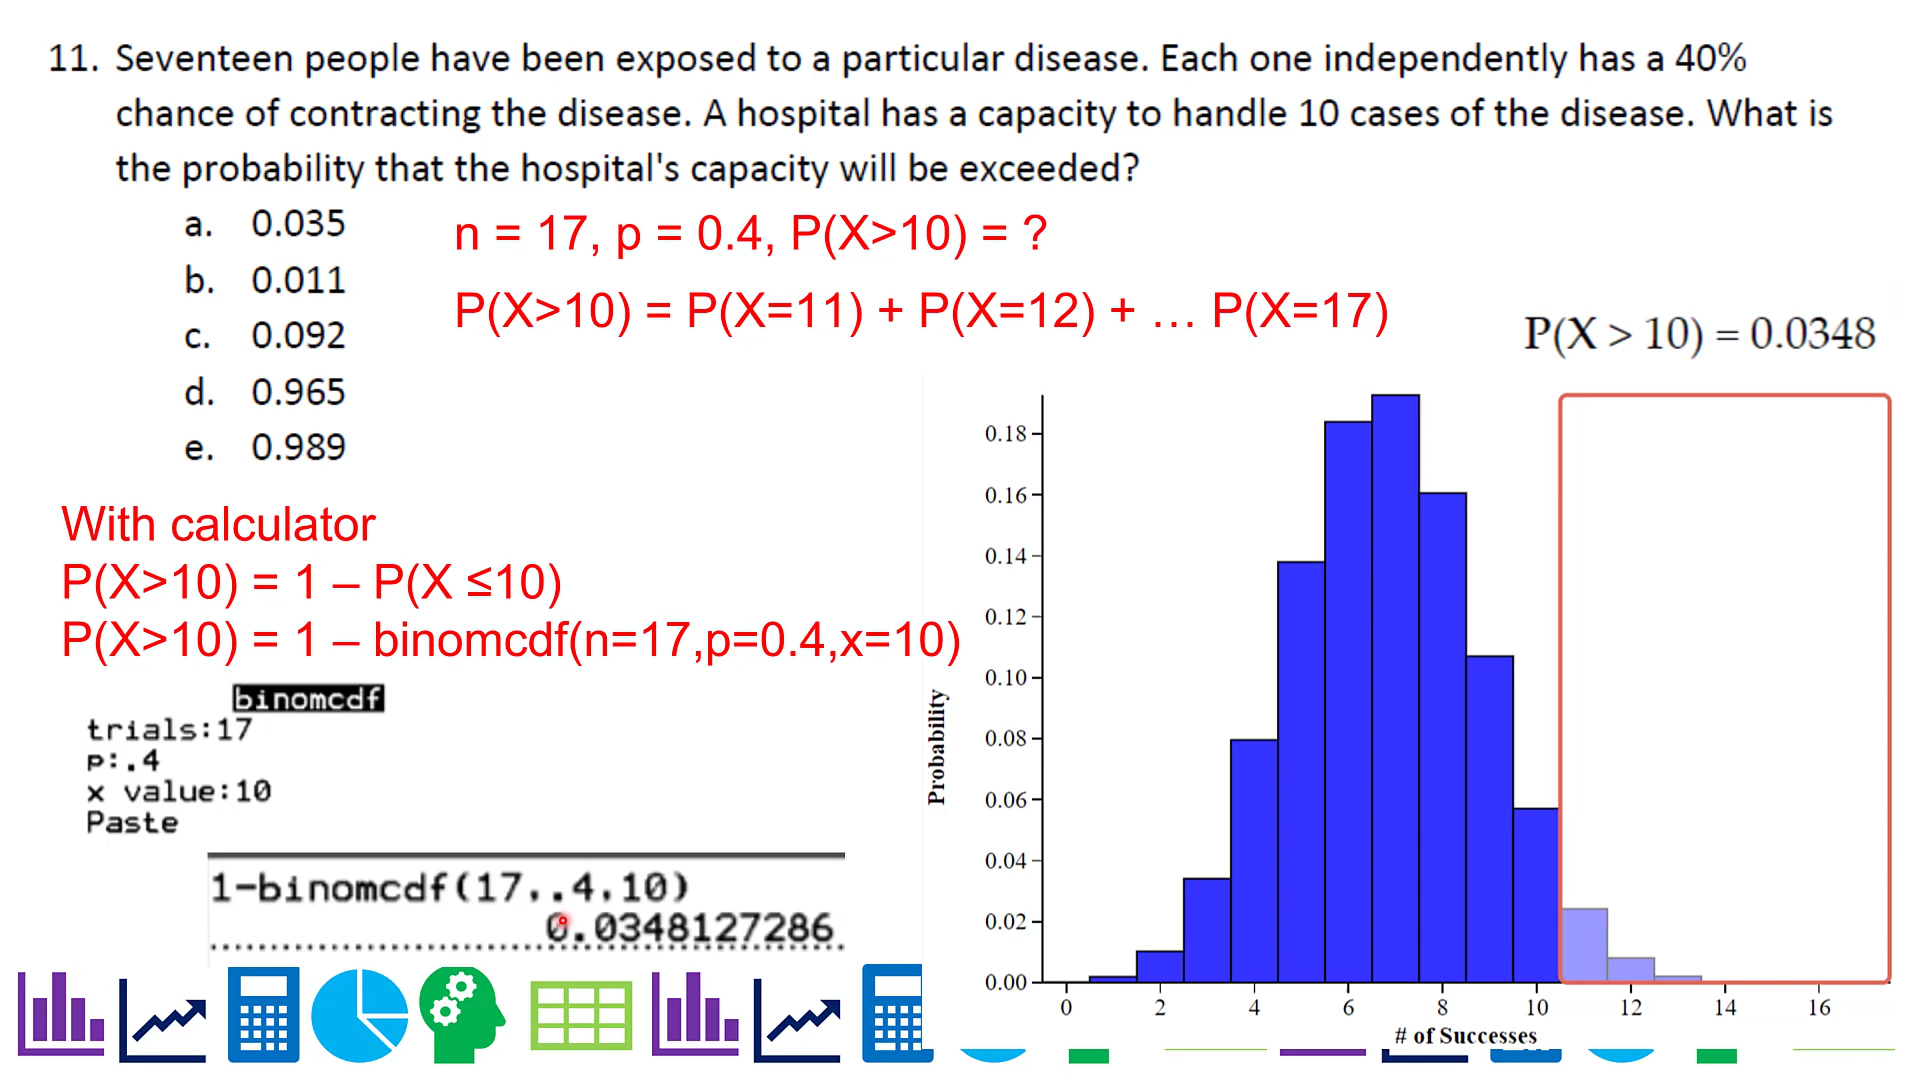 11. Seventeen people have been exposed to a particular disease. Each one independently has a 40%
chance of contracting the disease. A hospital has a capacity to handle 10 cases of the disease. What is
the probability that the hospital's capacity will be exceeded?
a. 0.035
b. 0.011
c. 0.092
d. 0.965
e. 0.989
n = 17, p = 0.4, P(X>10) = ?
P(X>10) = P(X=11) + P(X=12) + … P(X=17)
With calculator
P(X>10) = 1 – P(X ≤10)
P(X>10) = 1 – binomcdf(n=17,p=0.4,x=10)
binomcdf
trials:17
p:.4
x value:10
Paste
1-binomcdf(17,.4,10)
0.0348127286
P(X > 10) = 0.0348
Probability
0.18
0.16
0.14
0.12
0.10
0.08
0.06
0.04
0.02
0.00
0 2 4 6 8 10 12 14 16
# of Successes